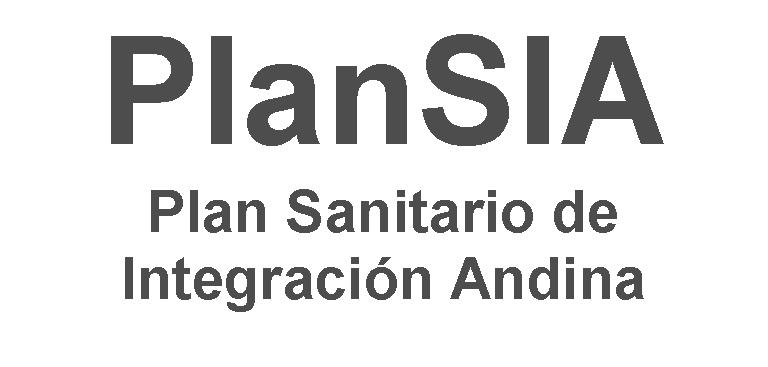 PlanSIA
Plan Sanitario de
Integración Andina